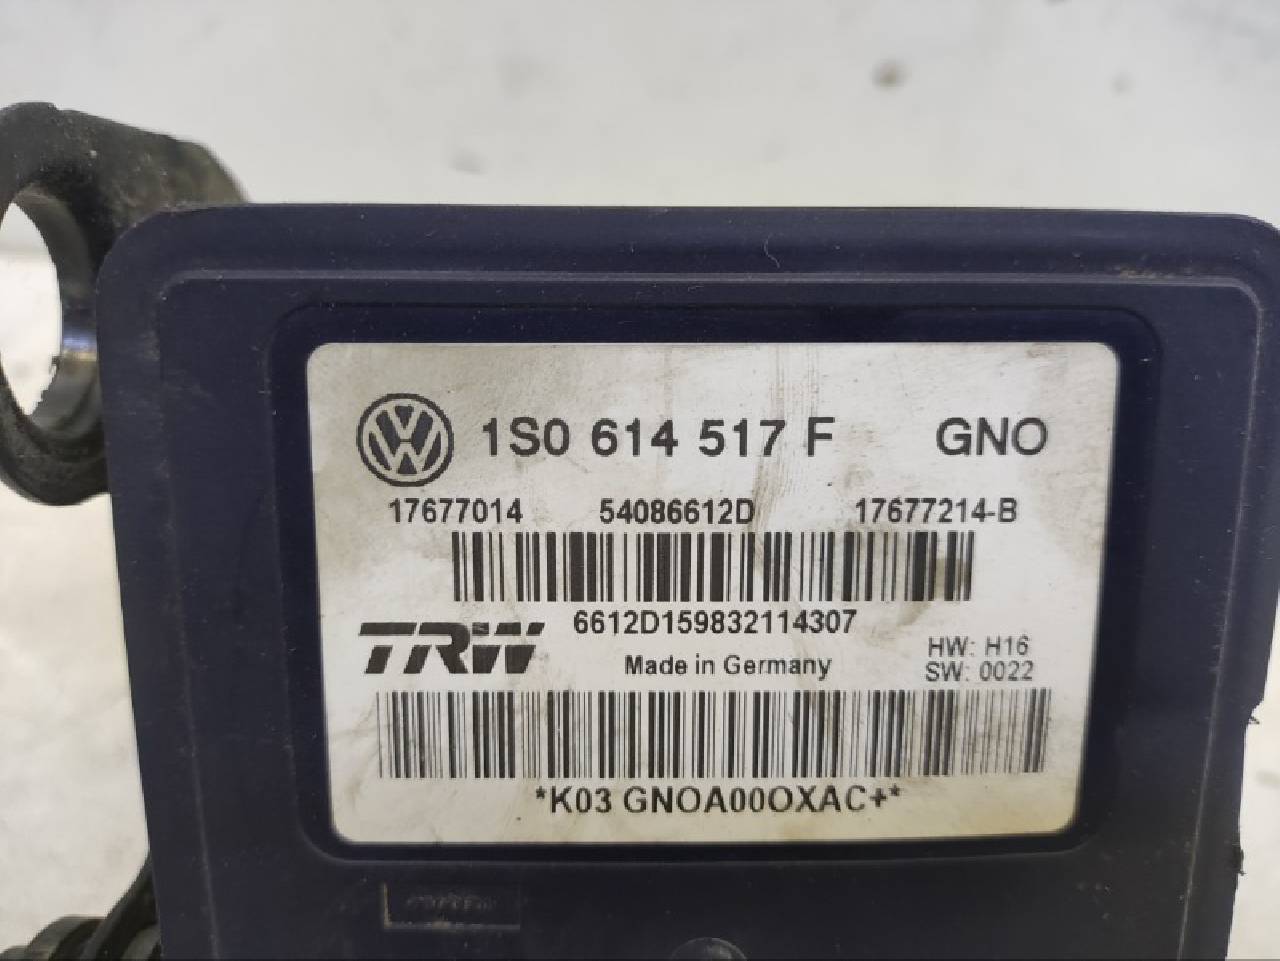 1S0 614 517 F GNO
17677014 54086612D 17677214-B
6612D159832114307
TRW Made in Germany HW: H16
SW: 0022
*K03 GNOA00OXAC+*